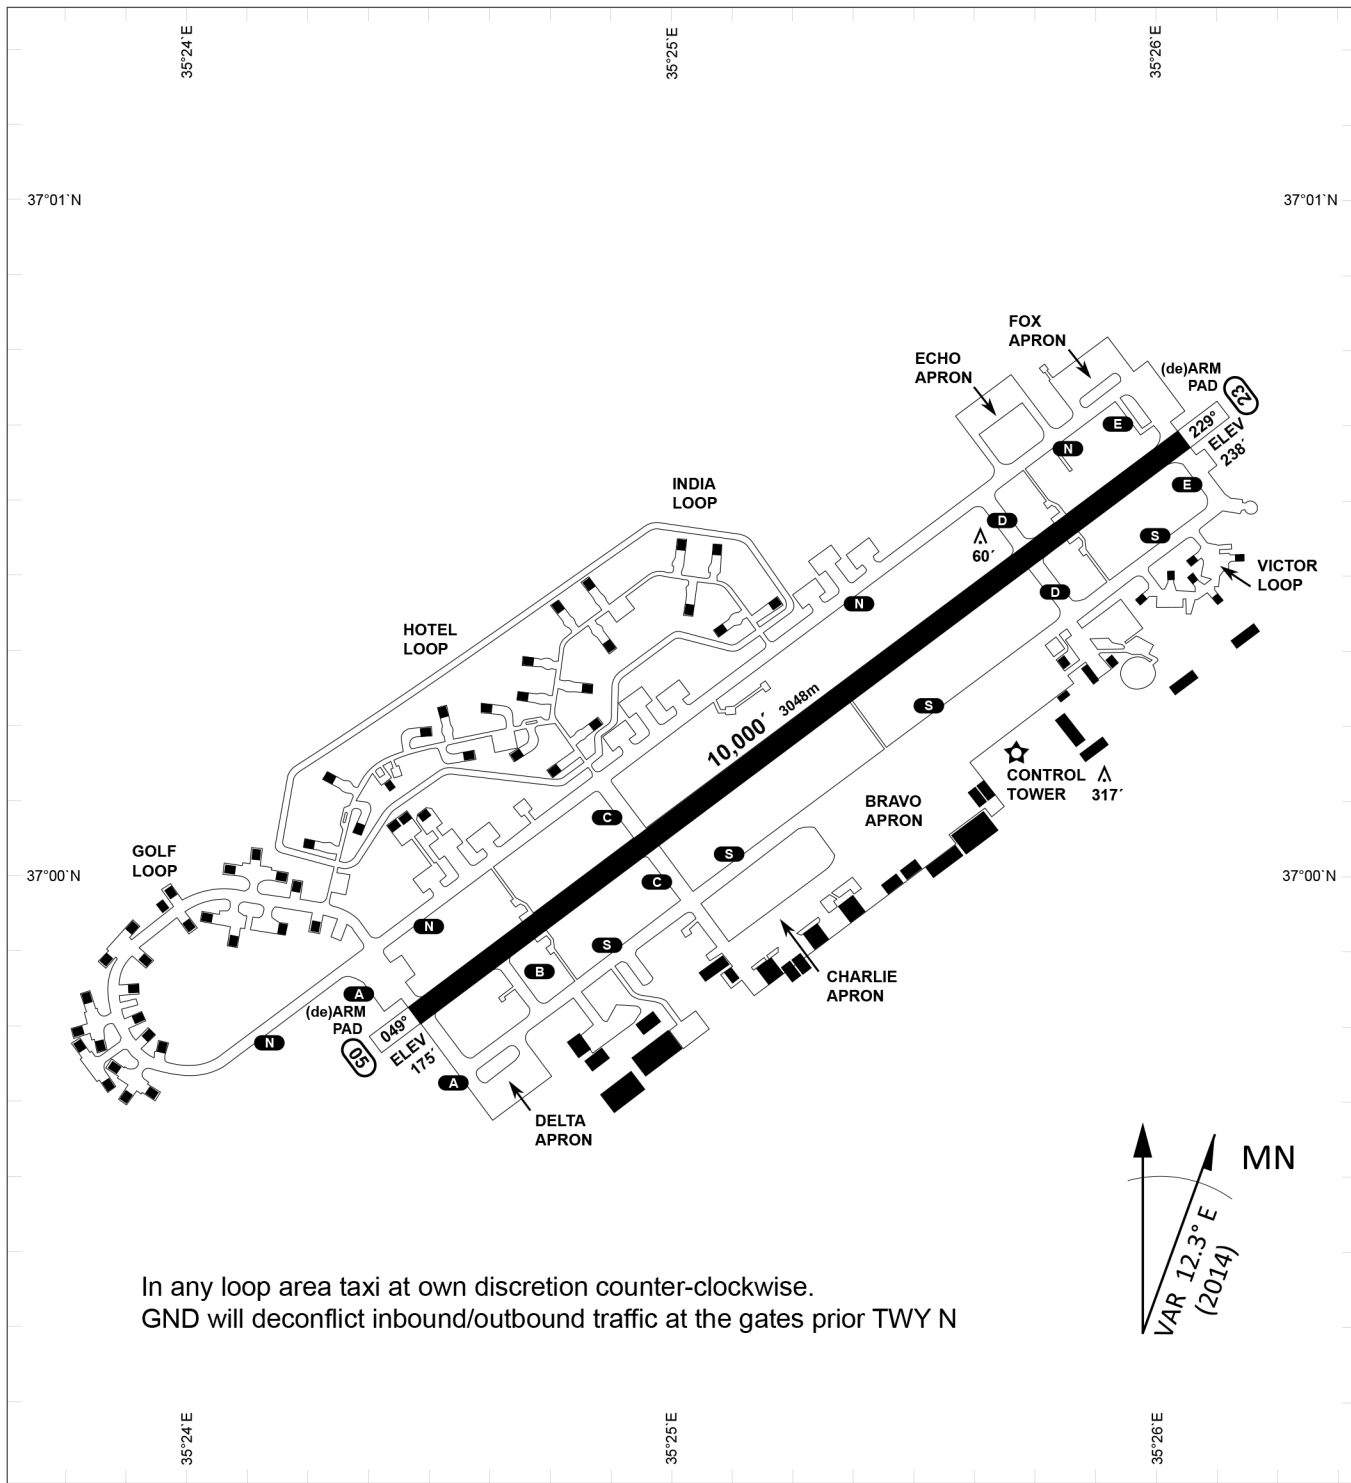 35°24`E
35°25`E
35°26`E
37°01`N
37°01`N
FOX
APRON
ECHO
APRON
(de)ARM
PAD
23
229°
ELEV
238´
E
N
INDIA
LOOP
E
D
S
60´
VICTOR
LOOP
D
N
HOTEL
LOOP
S
3048m
10,000´
CONTROL
TOWER
317´
BRAVO
APRON
C
S
GOLF
LOOP
37°00`N
37°00`N
C
N
S
B
CHARLIE
APRON
A
(de)ARM
PAD
049°
ELEV
175´
05
N
A
DELTA
APRON
MN
VAR 12.3° E
(2014)
In any loop area taxi at own discretion counter-clockwise.
GND will deconflict inbound/outbound traffic at the gates prior TWY N
35°24`E
35°25`E
35°26`E